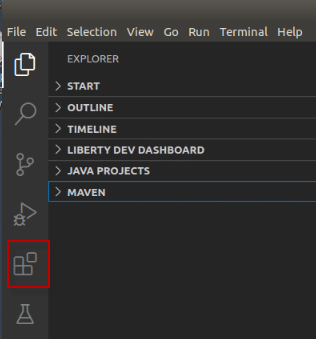 File Edit Selection View Go Run Terminal Help
EXPLORER
START
OUTLINE
TIMELINE
LIBERTY DEV DASHBOARD
JAVA PROJECTS
MAVEN